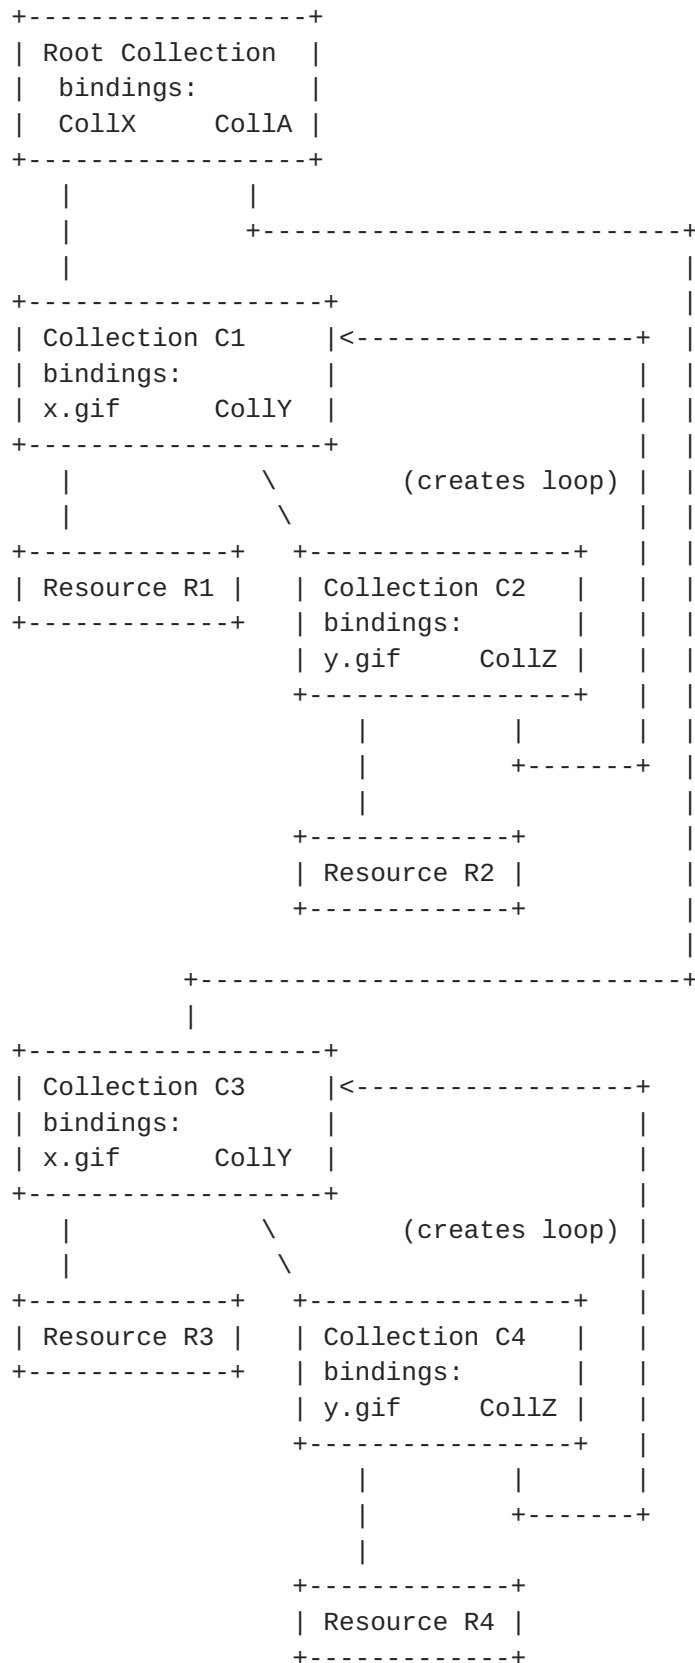 Root Collection
bindings:
CollX CollA
Collection C1
bindings:
x.gif CollY
(creates loop)
Resource R1
Collection C2
bindings:
y.gif CollZ
Resource R2
Collection C3
bindings:
x.gif CollY
(creates loop)
Resource R3
Collection C4
bindings:
y.gif CollZ
Resource R4